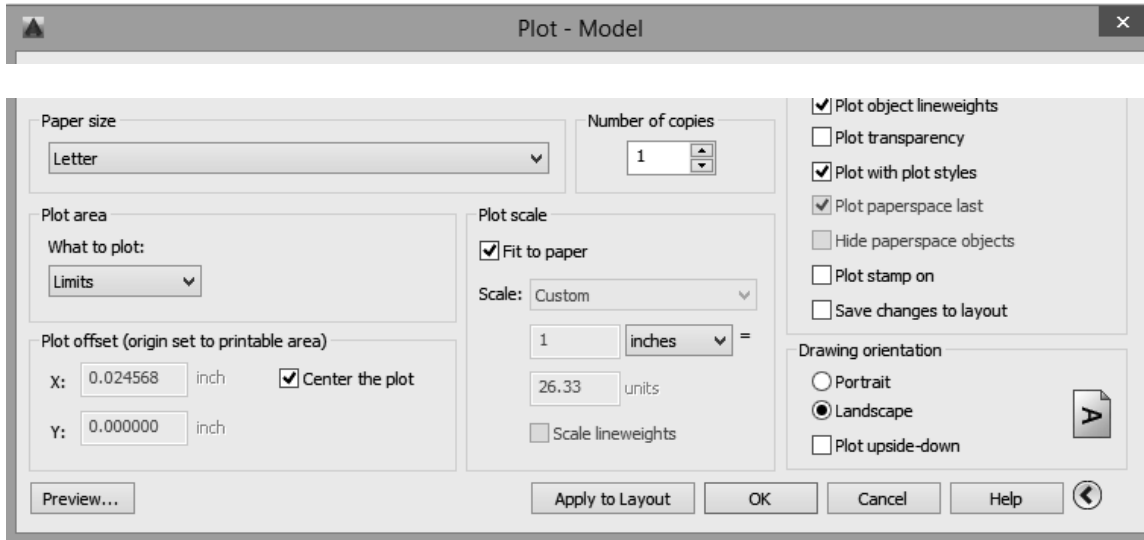 Plot - Model
Paper size
Letter
Number of copies
1
Plot area
What to plot:
Limits
Plot offset (origin set to printable area)
X: 0.024568 inch
Center the plot
Y: 0.000000 inch
Plot scale
Fit to paper
Scale: Custom
1 inches =
26.33 units
Scale lineweights
Plot object lineweights
Plot transparency
Plot with plot styles
Plot paperspace last
Hide paperspace objects
Plot stamp on
Save changes to layout
Drawing orientation
Portrait
Landscape
Plot upside-down
A
Preview...
Apply to Layout
OK
Cancel
Help